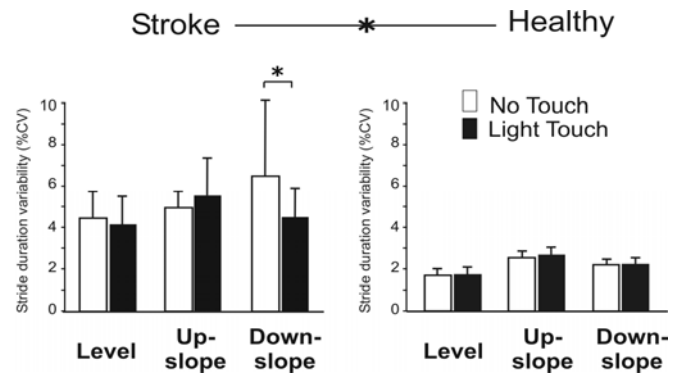 Stroke * Healthy
*
No Touch
Light Touch
Stride duration variability (%CV)
10
8
6
4
2
0
Level
Up-
slope
Down-
slope
Stride duration variability (%CV)
10
8
6
4
2
0
Level
Up-
slope
Down-
slope